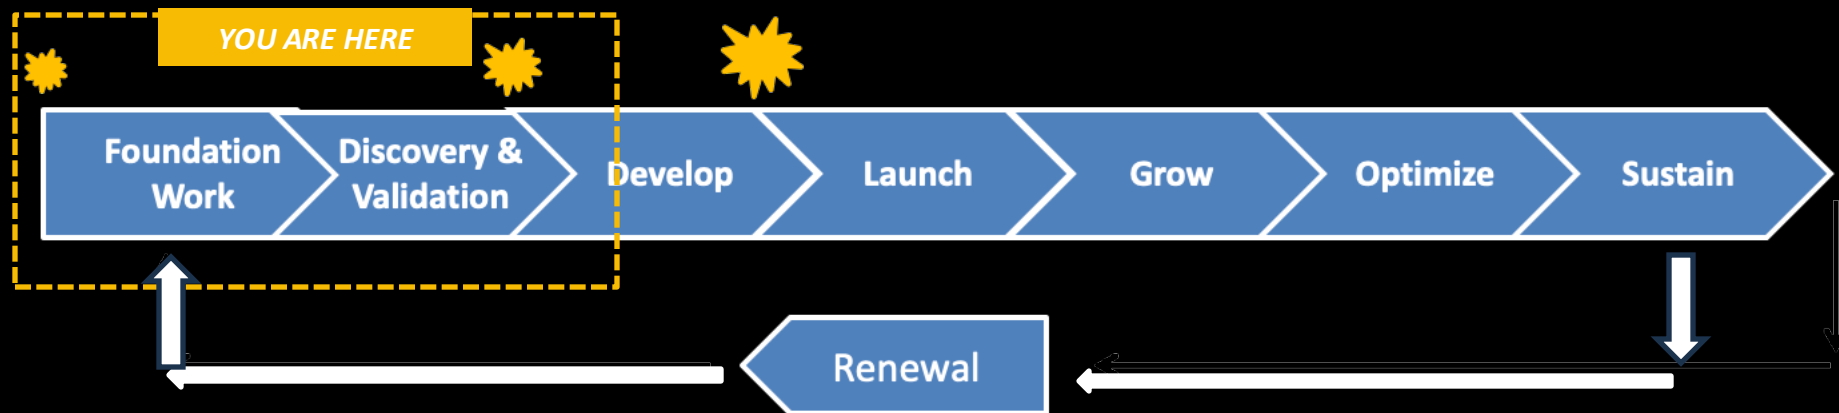 YOU ARE HERE
Foundation
Work
Discovery &
Validation
Develop
Launch
Grow
Optimize
Sustain
Renewal